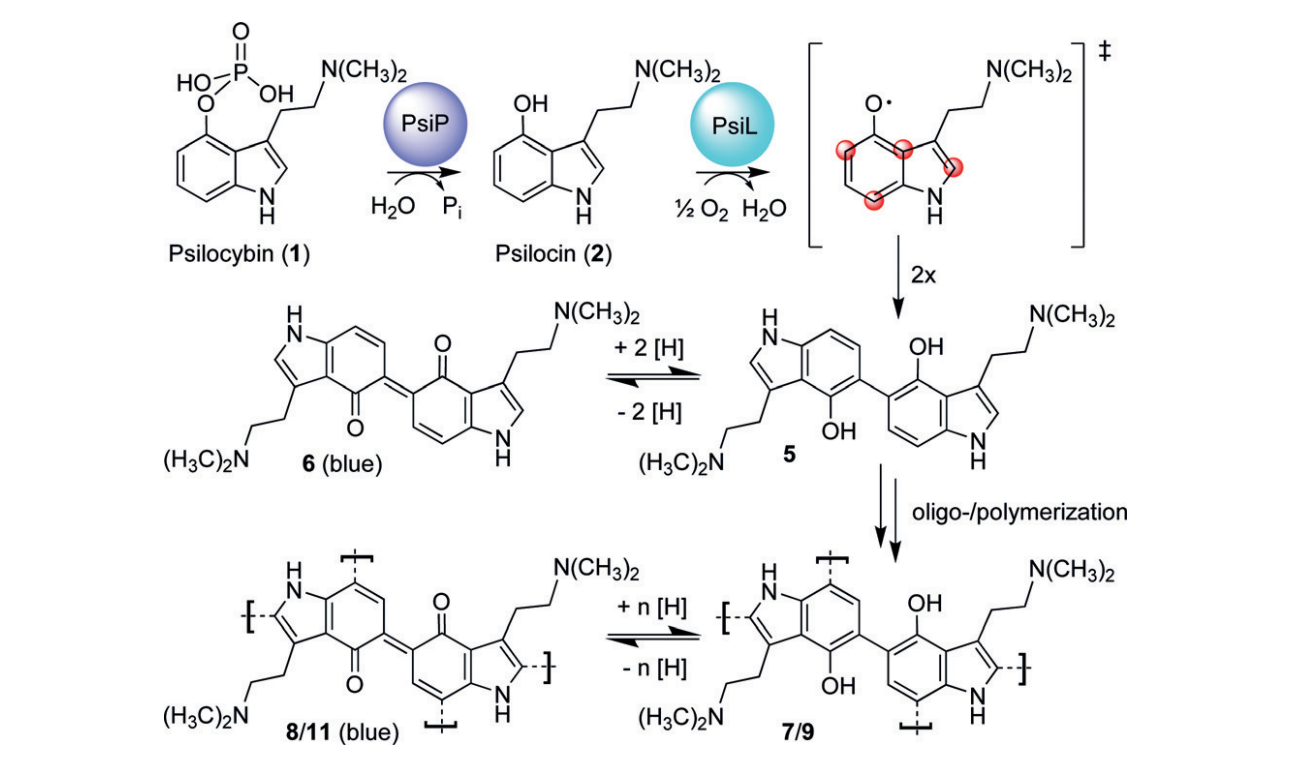 O
HO P OH
O
N(CH₃)₂
N
H
Psilocybin (1)
PsiP
H₂O Pᵢ
OH
N(CH₃)₂
N
H
Psilocin (2)
PsiL
½ O₂ H₂O
O·
N(CH₃)₂
N
H
‡
2x
H
N
O
N(CH₃)₂
O
N
H
(H₃C)₂N
6 (blue)
+ 2 [H]
- 2 [H]
H
N
OH
N(CH₃)₂
OH
N
H
(H₃C)₂N
5
oligo-/polymerization
H
N
O
N(CH₃)₂
O
N
H
(H₃C)₂N
8/11 (blue)
+ n [H]
- n [H]
H
N
OH
N(CH₃)₂
OH
N
H
(H₃C)₂N
7/9